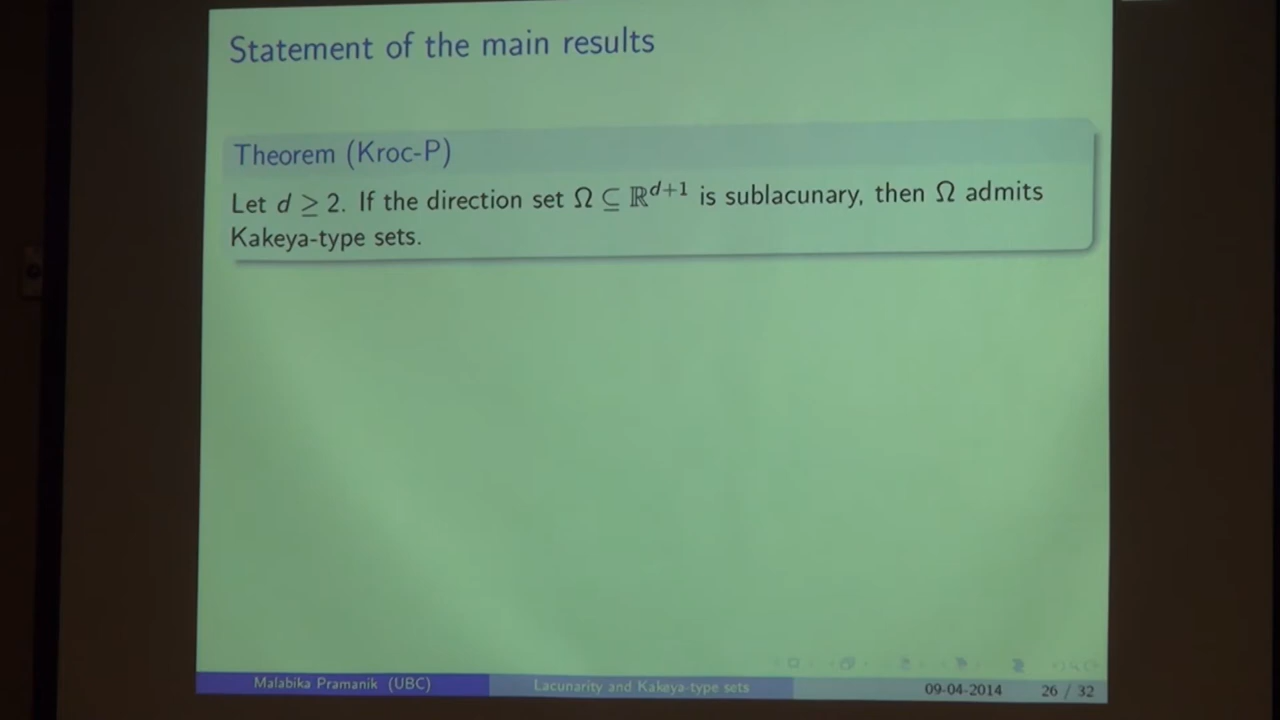 Statement of the main results
Theorem (Kroc-P)
Let d ≥ 2. If the direction set Ω ⊆ ℝ^{d+1} is sublacunary, then Ω admits
Kakeya-type sets.
Malabika Pramanik (UBC) Lacunarity and Kakeya-type sets 09-04-2014 26 / 32